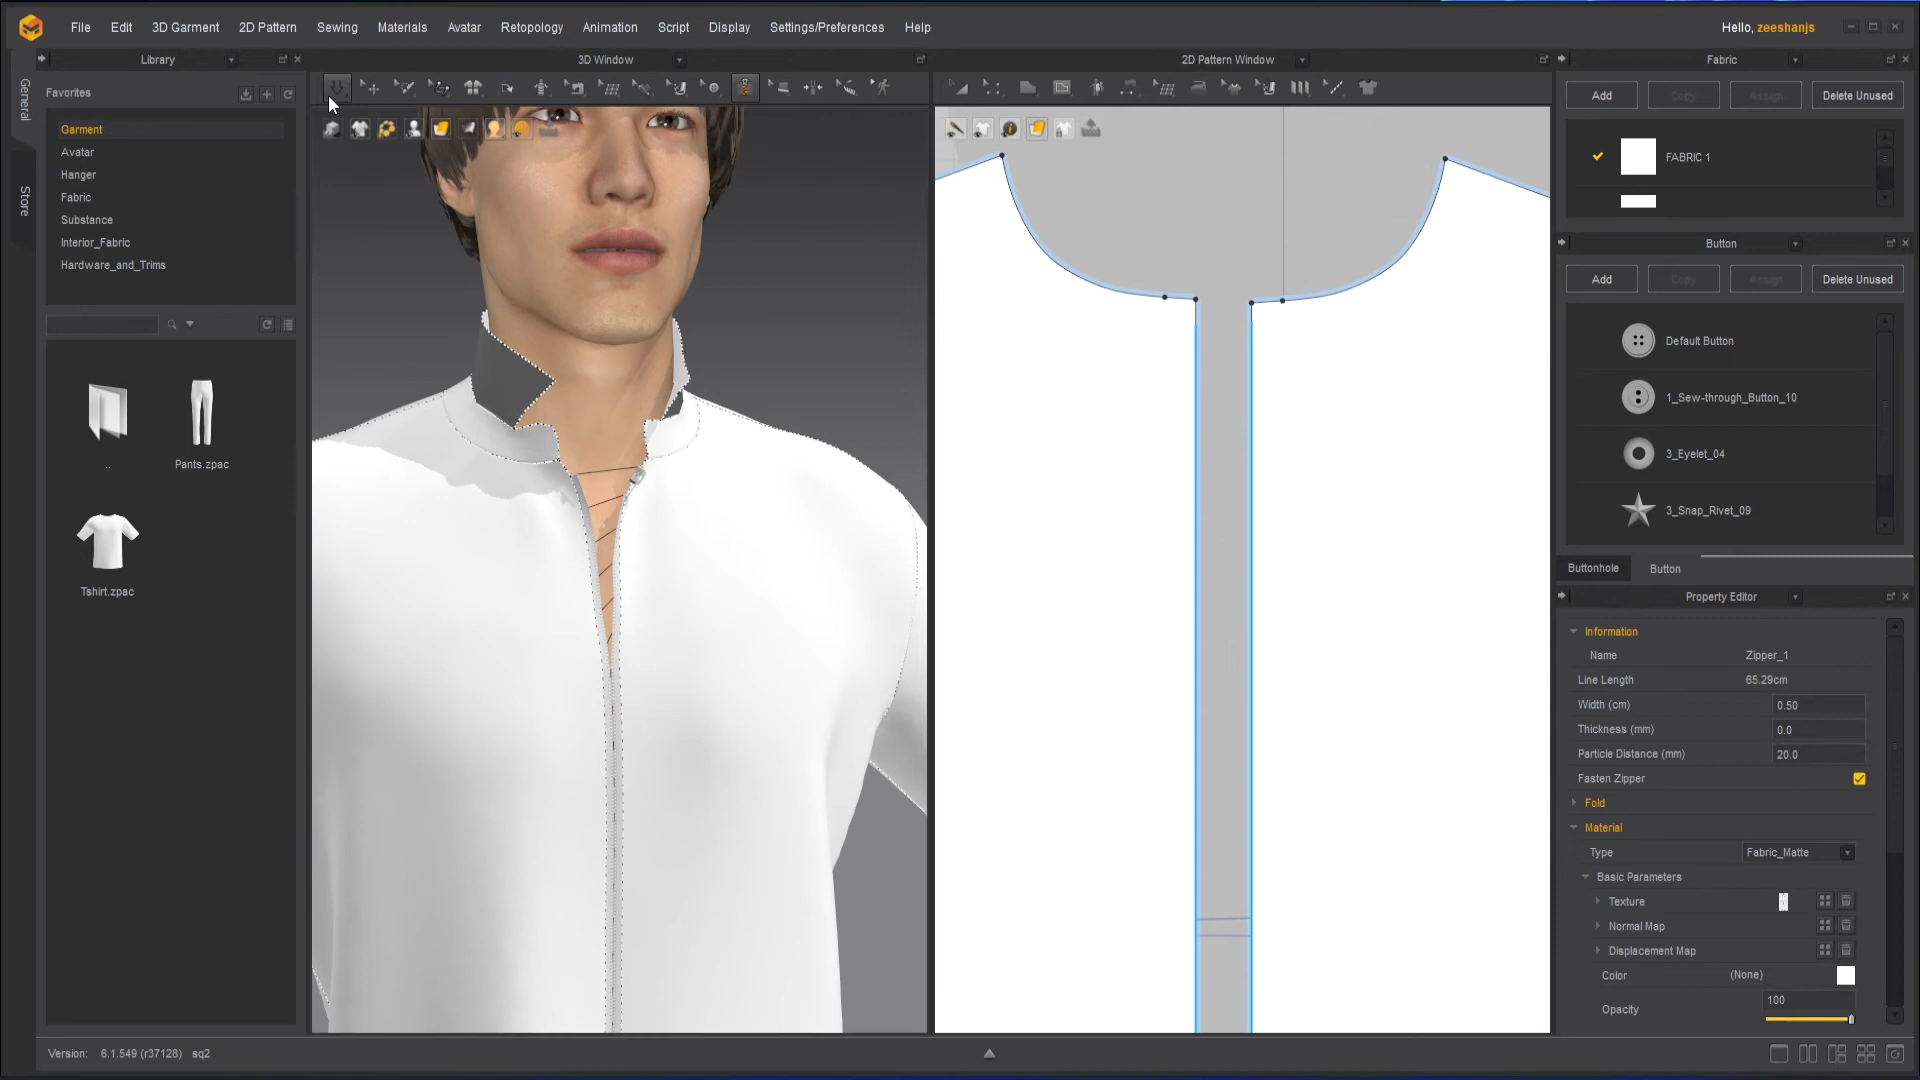 File Edit 3D Garment 2D Pattern Sewing Materials Avatar Retopology Animation Script Display Settings/Preferences Help
Hello, zeeshanjs
Library
3D Window
2D Pattern Window
Fabric
General
Store
Favorites
Garment
Avatar
Hanger
Fabric
Substance
Interior_Fabric
Hardware_and_Trims
..
Pants.zpac
Tshirt.zpac
Add Copy Assign Delete Unused
FABRIC 1
Button
Add Copy Assign Delete Unused
Default Button
1_Sew-through_Button_10
3_Eyelet_04
3_Snap_Rivet_09
Buttonhole Button
Property Editor
Information
Name Zipper_1
Line Length 65.29cm
Width (cm) 0.50
Thickness (mm) 0.0
Particle Distance (mm) 20.0
Fasten Zipper
Fold
Material
Type Fabric_Matte
Basic Parameters
Texture
Normal Map
Displacement Map
Color (None)
Opacity 100
Version: 6.1.549 (r37128) sq2